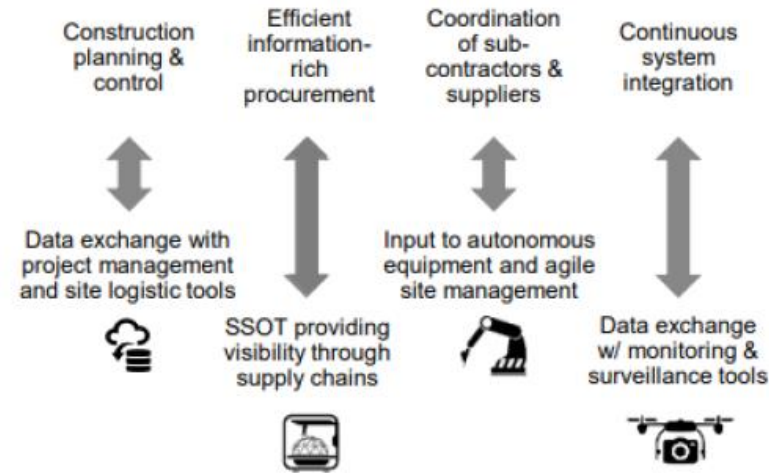 Construction
planning &
control
Efficient
information-
rich
procurement
Coordination
of sub-
contractors &
suppliers
Continuous
system
integration
Data exchange with
project management
and site logistic tools
SSOT providing
visibility through
supply chains
Input to autonomous
equipment and agile
site management
Data exchange
w/ monitoring &
surveillance tools